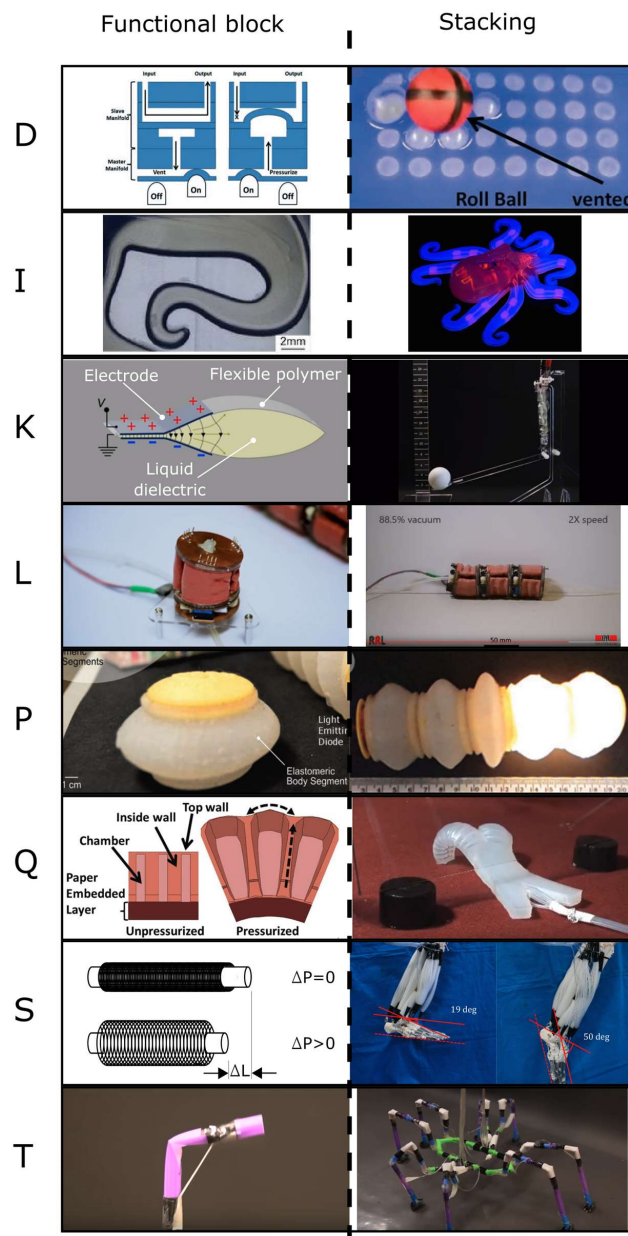 Functional block
Stacking
D
Input
Output
Input
Output
Slave
Manifold
Master
Manifold
Vent
Pressurize
Off
On
On
Off
Roll Ball
vented
I
2mm
K
Electrode
Flexible polymer
V
Liquid
dielectric
L
88.5% vacuum
2X speed
50 mm
P
Segments
1 cm
Light
Emitti
Diode
Elastomeric
Body Segment
Q
Top wall
Inside wall
Chamber
Paper
Embedded
Layer
Unpressurized
Pressurized
S
ΔP=0
ΔP>0
ΔL
19 deg
50 deg
T